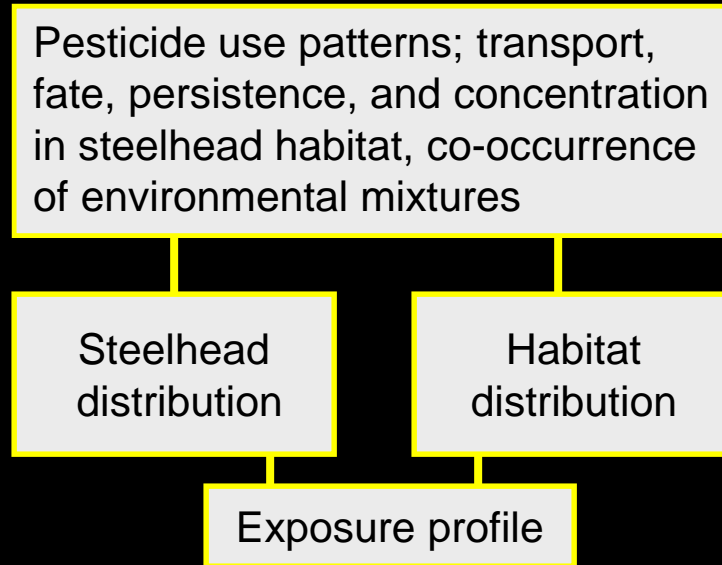 Pesticide use patterns; transport,
fate, persistence, and concentration
in steelhead habitat, co-occurrence
of environmental mixtures
Steelhead
distribution
Habitat
distribution
Exposure profile